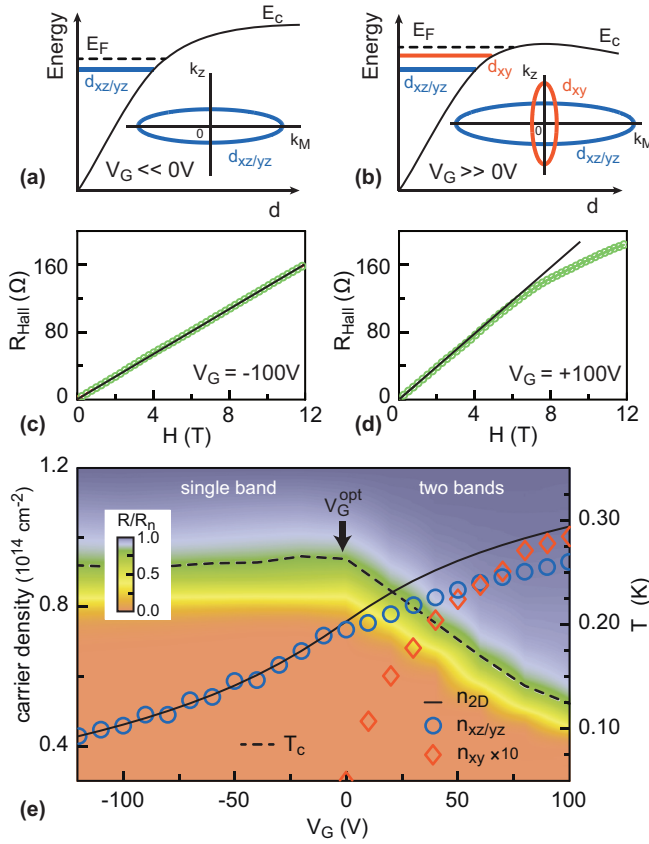 Energy
E_F
E_c
d_xz/yz
k_z
0
k_M
d_xz/yz
V_G << 0V
(a)
d
Energy
E_F
E_c
d_xz/yz
d_xy
k_z
d_xy
0
k_M
d_xz/yz
V_G >> 0V
(b)
d
R_Hall (Ω)
160
80
0
V_G = -100V
0 4 8 12
(c)
H (T)
R_Hall (Ω)
160
80
0
V_G = +100V
0 4 8 12
(d)
H (T)
carrier density (10^14 cm^-2)
1.2
0.8
0.4
single band
V_G^opt
two bands
R/R_n
1.0
0.5
0.0
0.30
0.20
0.10
T (K)
T_c
n_2D
n_xz/yz
n_xy ×10
-100 -50 0 50 100
(e)
V_G (V)